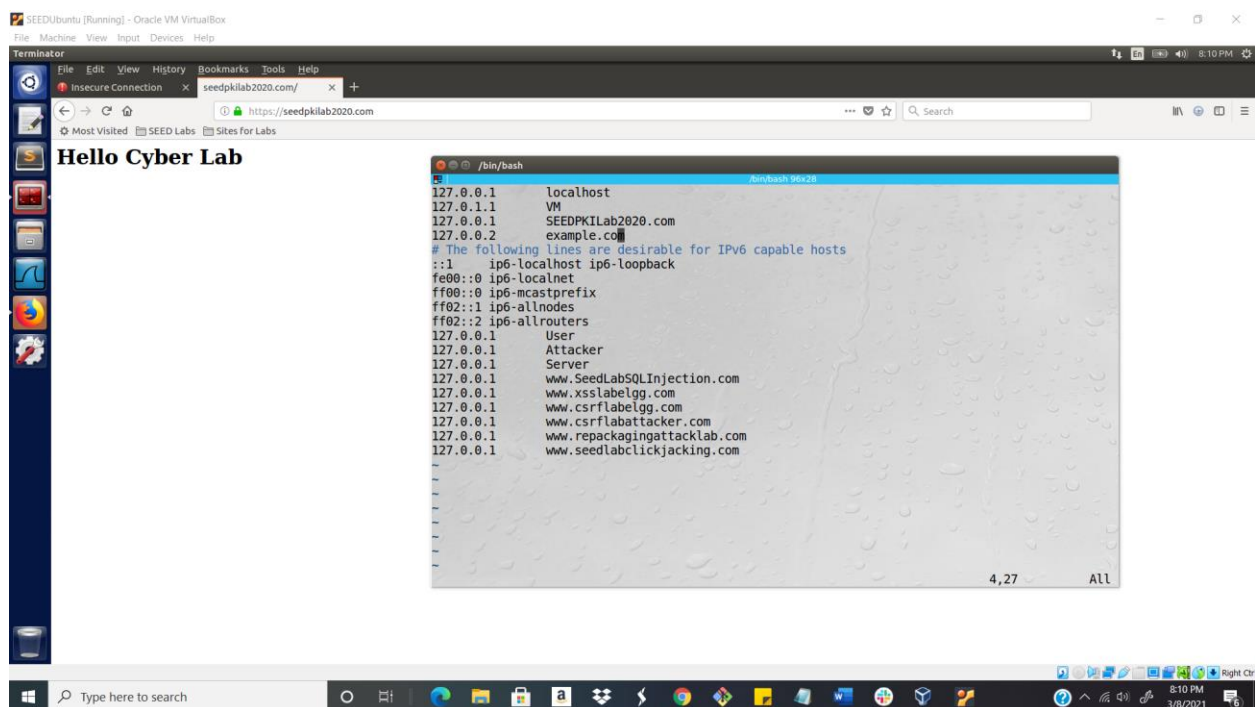 SEEDUbuntu [Running] - Oracle VM VirtualBox
File Machine View Input Devices Help
Terminator
En
8:10 PM
File Edit View History Bookmarks Tools Help
Insecure Connection
seedpkilab2020.com/
https://seedpkilab2020.com
Search
Most Visited SEED Labs Sites for Labs
Hello Cyber Lab
/bin/bash
/bin/bash 96x28
127.0.0.1 localhost
127.0.1.1 VM
127.0.0.1 SEEDPKILab2020.com
127.0.0.2 example.com
# The following lines are desirable for IPv6 capable hosts
::1 ip6-localhost ip6-loopback
fe00::0 ip6-localnet
ff00::0 ip6-mcastprefix
ff02::1 ip6-allnodes
ff02::2 ip6-allrouters
127.0.0.1 User
127.0.0.1 Attacker
127.0.0.1 Server
127.0.0.1 www.SeedLabSQLInjection.com
127.0.0.1 www.xsslabelgg.com
127.0.0.1 www.csrflabelgg.com
127.0.0.1 www.csrflabattacker.com
127.0.0.1 www.repackagingattacklab.com
127.0.0.1 www.seedlabclickjacking.com
~
~
~
~
~
~
~
~
4,27 All
Right Ctrl
Type here to search
8:10 PM
3/8/2021